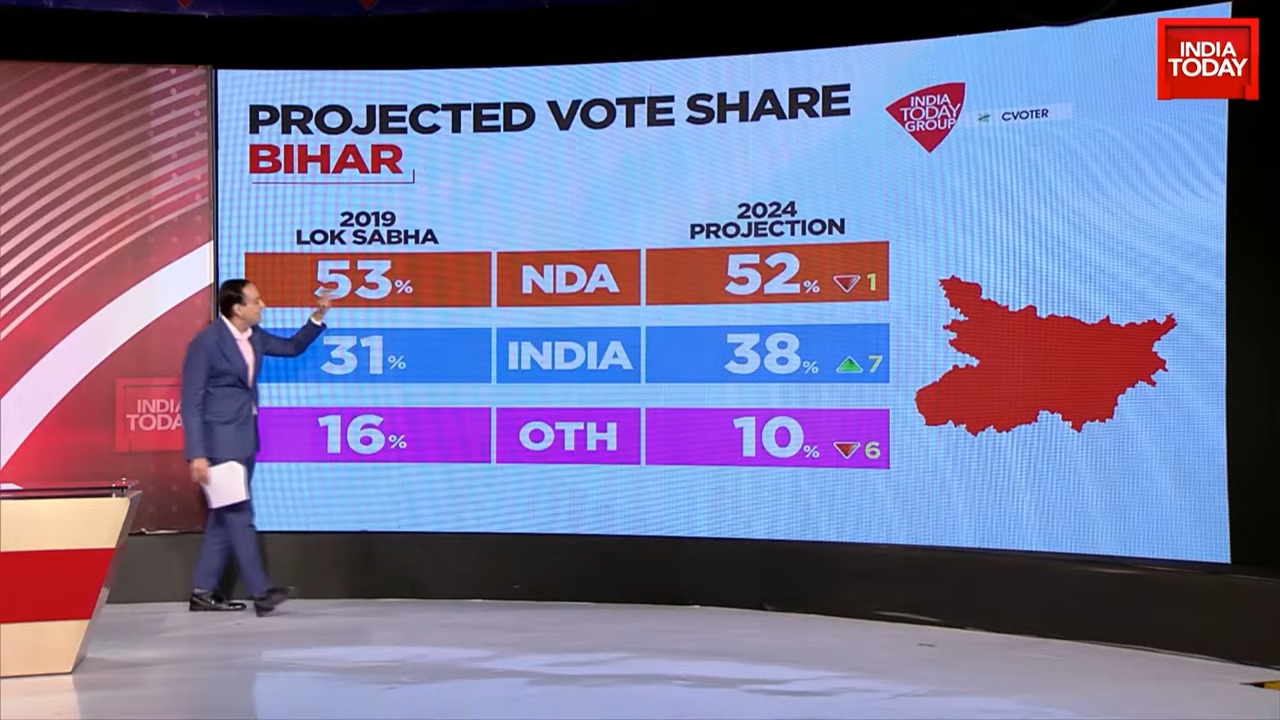 INDIA
TODAY
PROJECTED VOTE SHARE
BIHAR
INDIA
TODAY
GROUP
CVOTER
2019
LOK SABHA
2024
PROJECTION
53% NDA 52% ▼1
31% INDIA 38% ▲7
16% OTH 10% ▼6
INDIA
TODAY